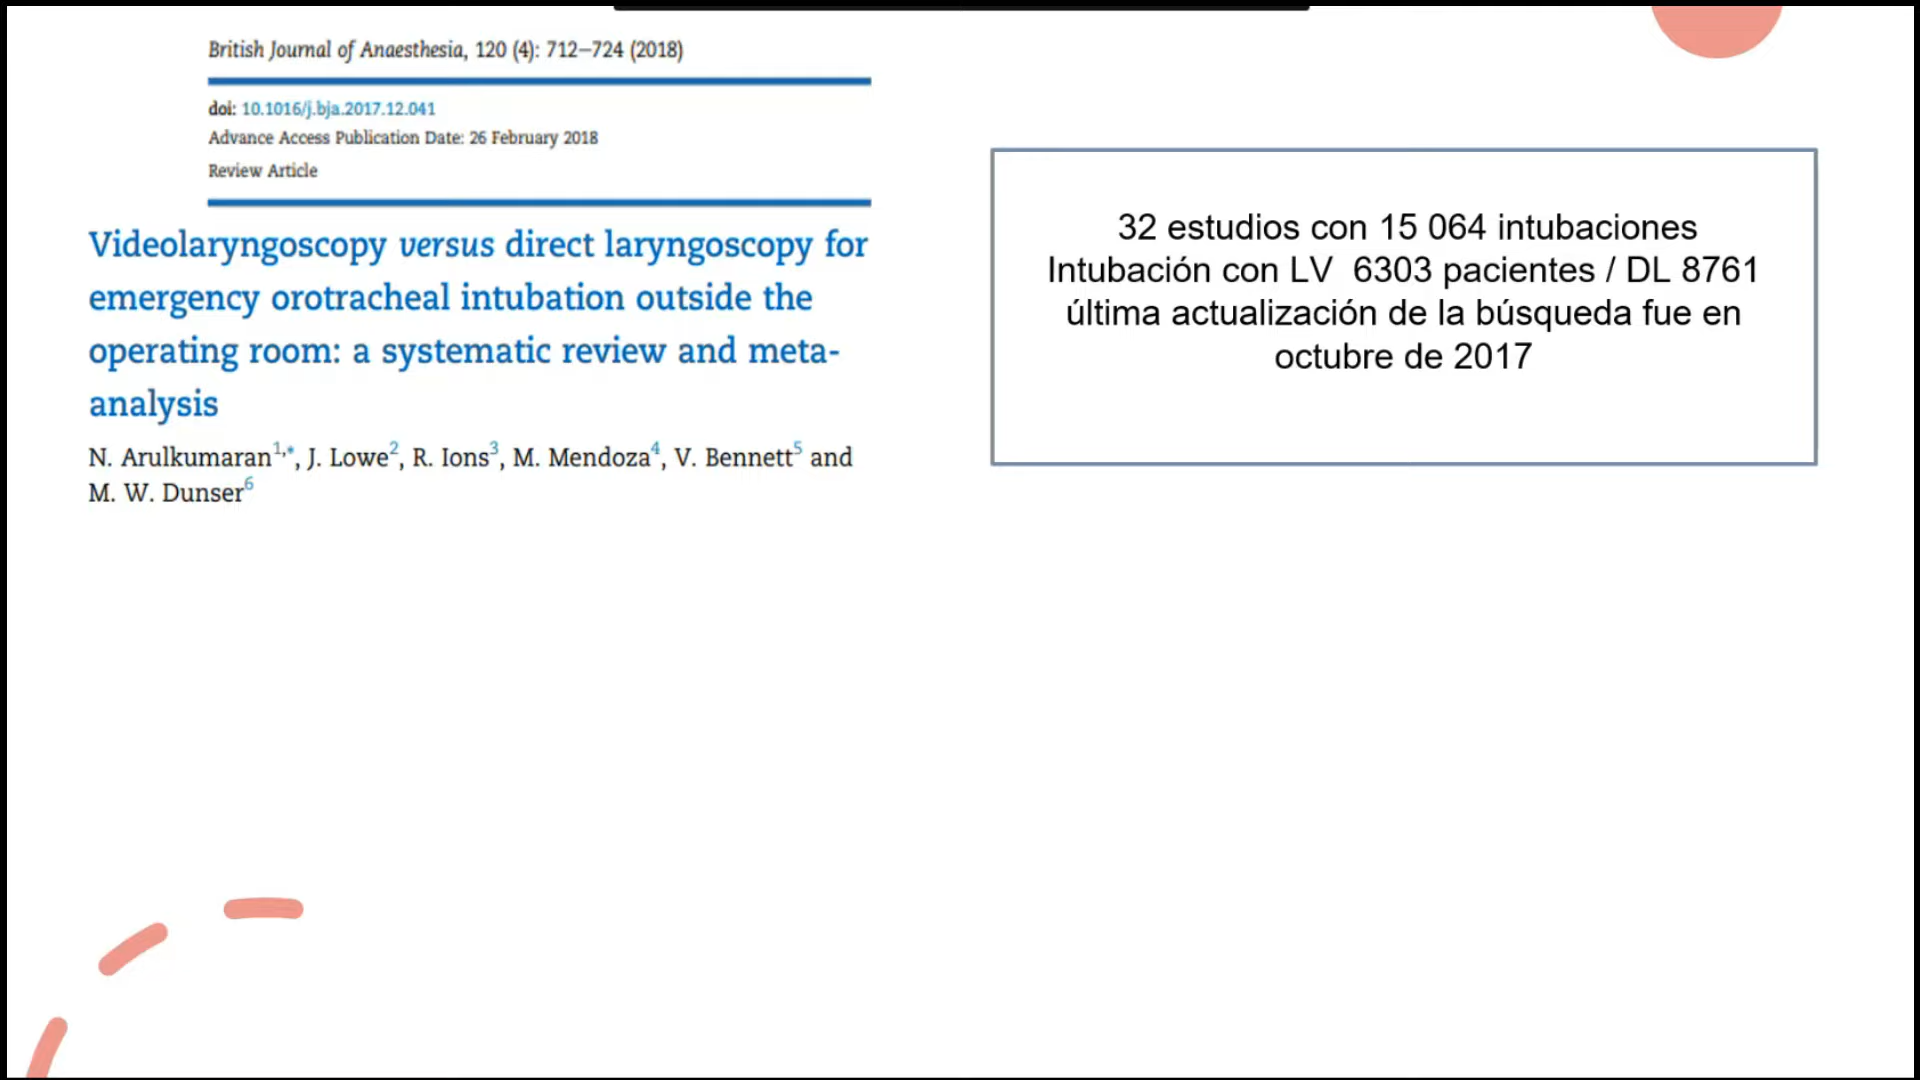 British Journal of Anaesthesia, 120 (4): 712–724 (2018)
doi: 10.1016/j.bja.2017.12.041
Advance Access Publication Date: 26 February 2018
Review Article
Videolaryngoscopy versus direct laryngoscopy for
emergency orotracheal intubation outside the
operating room: a systematic review and meta-
analysis
N. Arulkumaran1,*, J. Lowe2, R. Ions3, M. Mendoza4, V. Bennett5 and
M. W. Dunser6
32 estudios con 15 064 intubaciones
Intubación con LV 6303 pacientes / DL 8761
última actualización de la búsqueda fue en
octubre de 2017